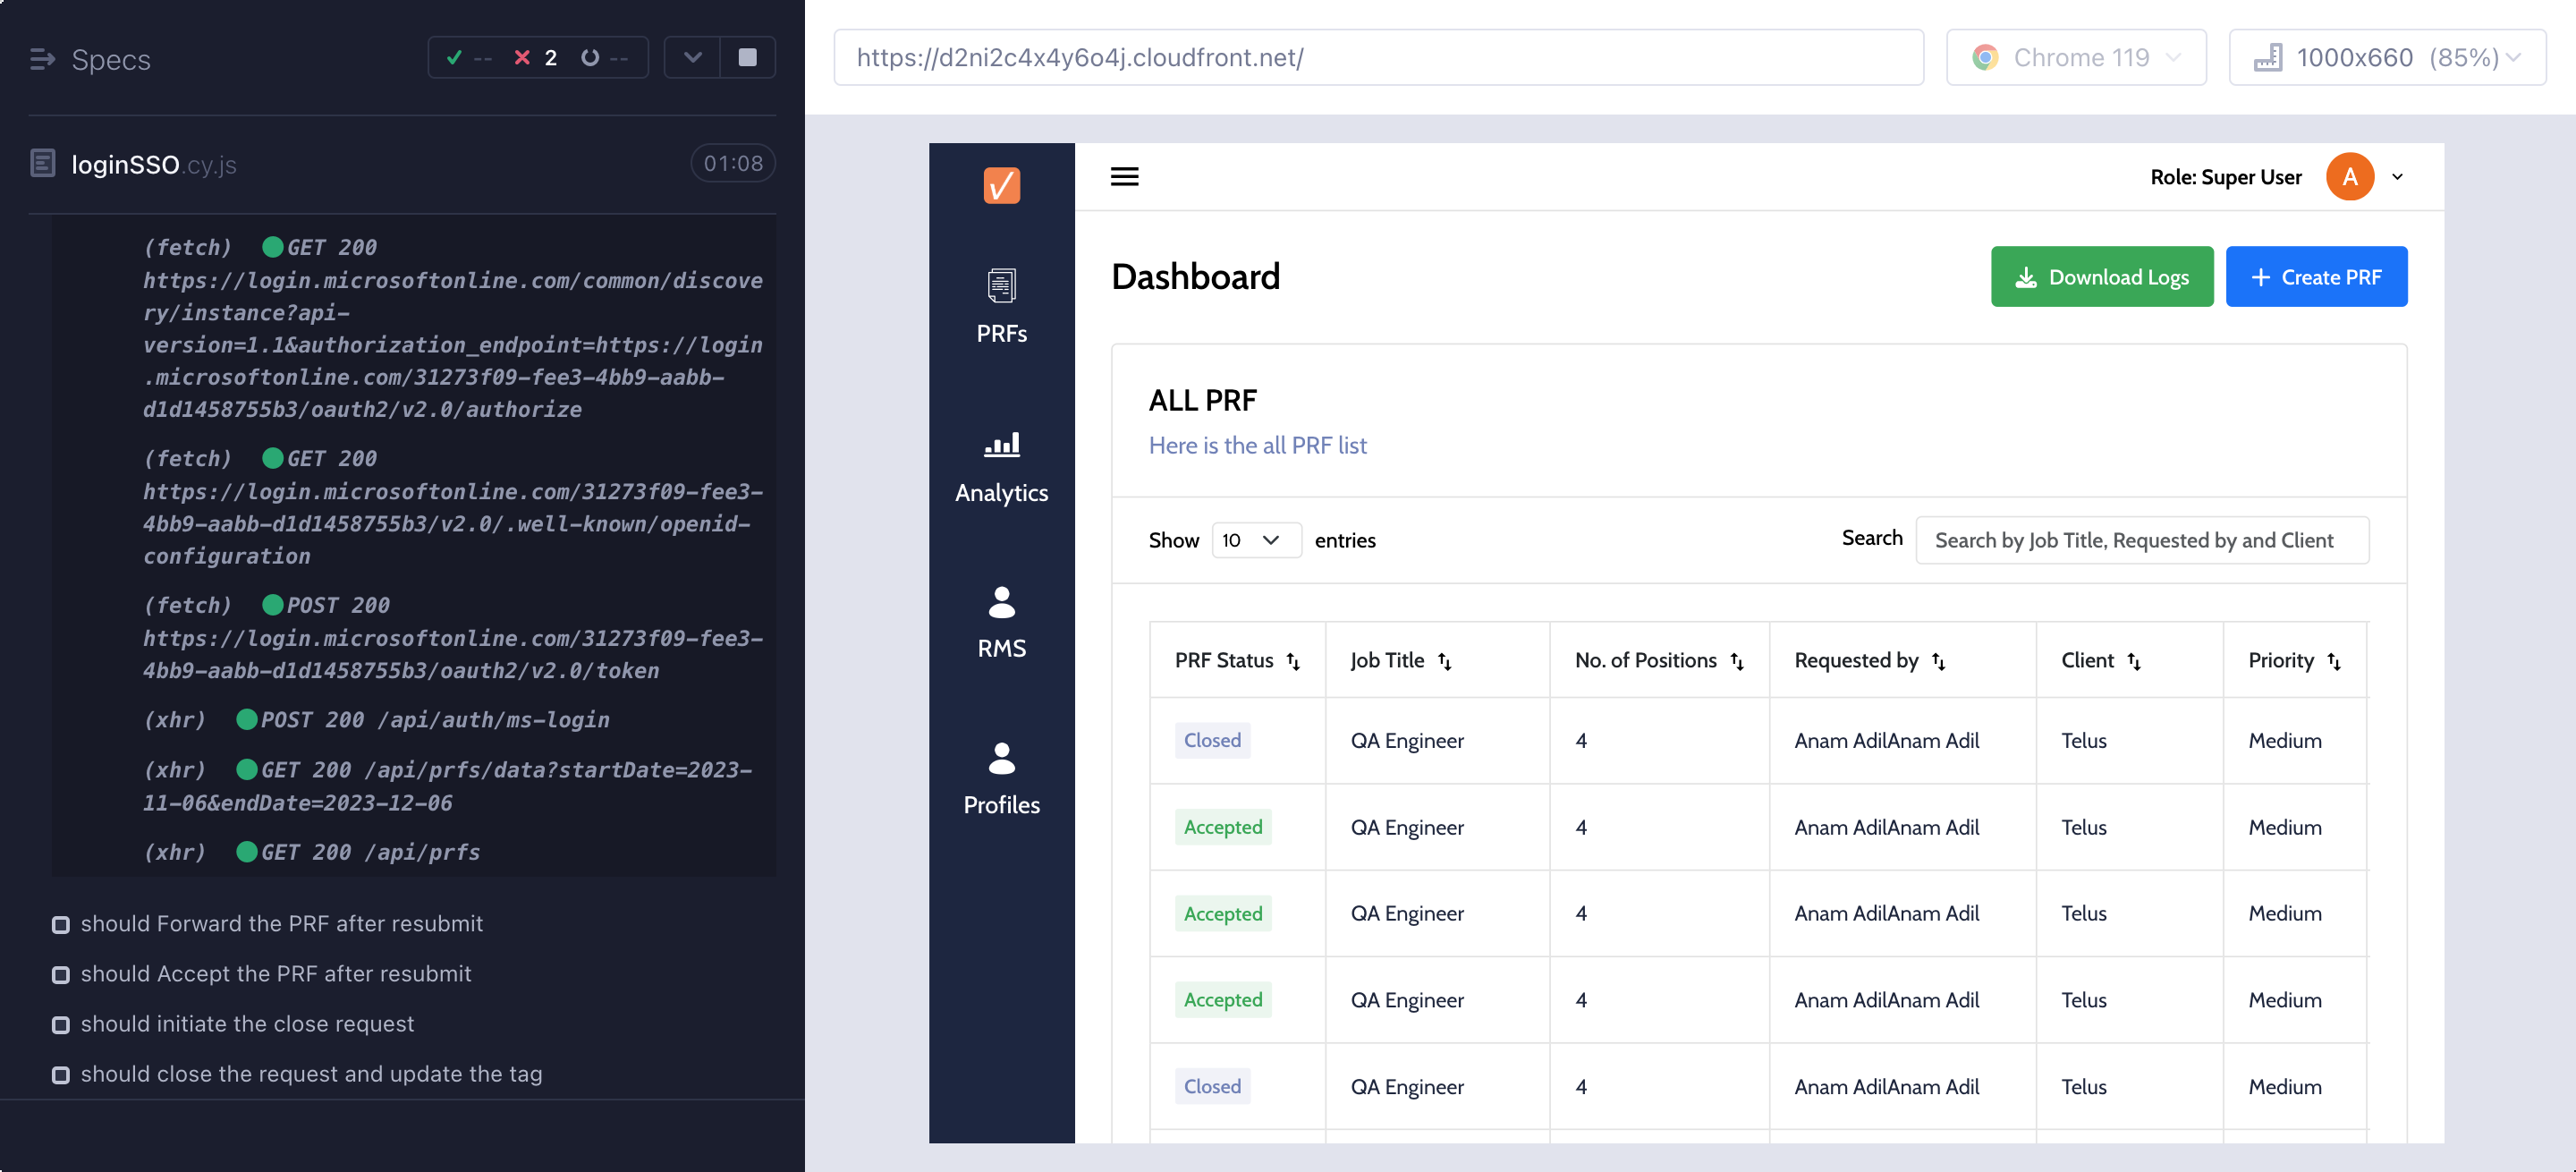 Specs
-- 2 --
loginSSO.cy.js
01:08
(fetch) GET 200
https://login.microsoftonline.com/common/discove
ry/instance?api-
version=1.1&authorization_endpoint=https://login
.microsoftonline.com/31273f09-fee3-4bb9-aabb-
d1d1458755b3/oauth2/v2.0/authorize
(fetch) GET 200
https://login.microsoftonline.com/31273f09-fee3-
4bb9-aabb-d1d1458755b3/v2.0/.well-known/openid-
configuration
(fetch) POST 200
https://login.microsoftonline.com/31273f09-fee3-
4bb9-aabb-d1d1458755b3/oauth2/v2.0/token
(xhr) POST 200 /api/auth/ms-login
(xhr) GET 200 /api/prfs/data?startDate=2023-
11-06&endDate=2023-12-06
(xhr) GET 200 /api/prfs
should Forward the PRF after resubmit
should Accept the PRF after resubmit
should initiate the close request
should close the request and update the tag
https://d2ni2c4x4y6o4j.cloudfront.net/
Chrome 119
1000x660 (85%)
PRFs
Analytics
RMS
Profiles
Role: Super User A
Dashboard
Download Logs
Create PRF
ALL PRF
Here is the all PRF list
Show 10 entries
Search Search by Job Title, Requested by and Client
PRF Status Job Title No. of Positions Requested by Client Priority
Closed QA Engineer 4 Anam AdilAnam Adil Telus Medium
Accepted QA Engineer 4 Anam AdilAnam Adil Telus Medium
Accepted QA Engineer 4 Anam AdilAnam Adil Telus Medium
Accepted QA Engineer 4 Anam AdilAnam Adil Telus Medium
Closed QA Engineer 4 Anam AdilAnam Adil Telus Medium